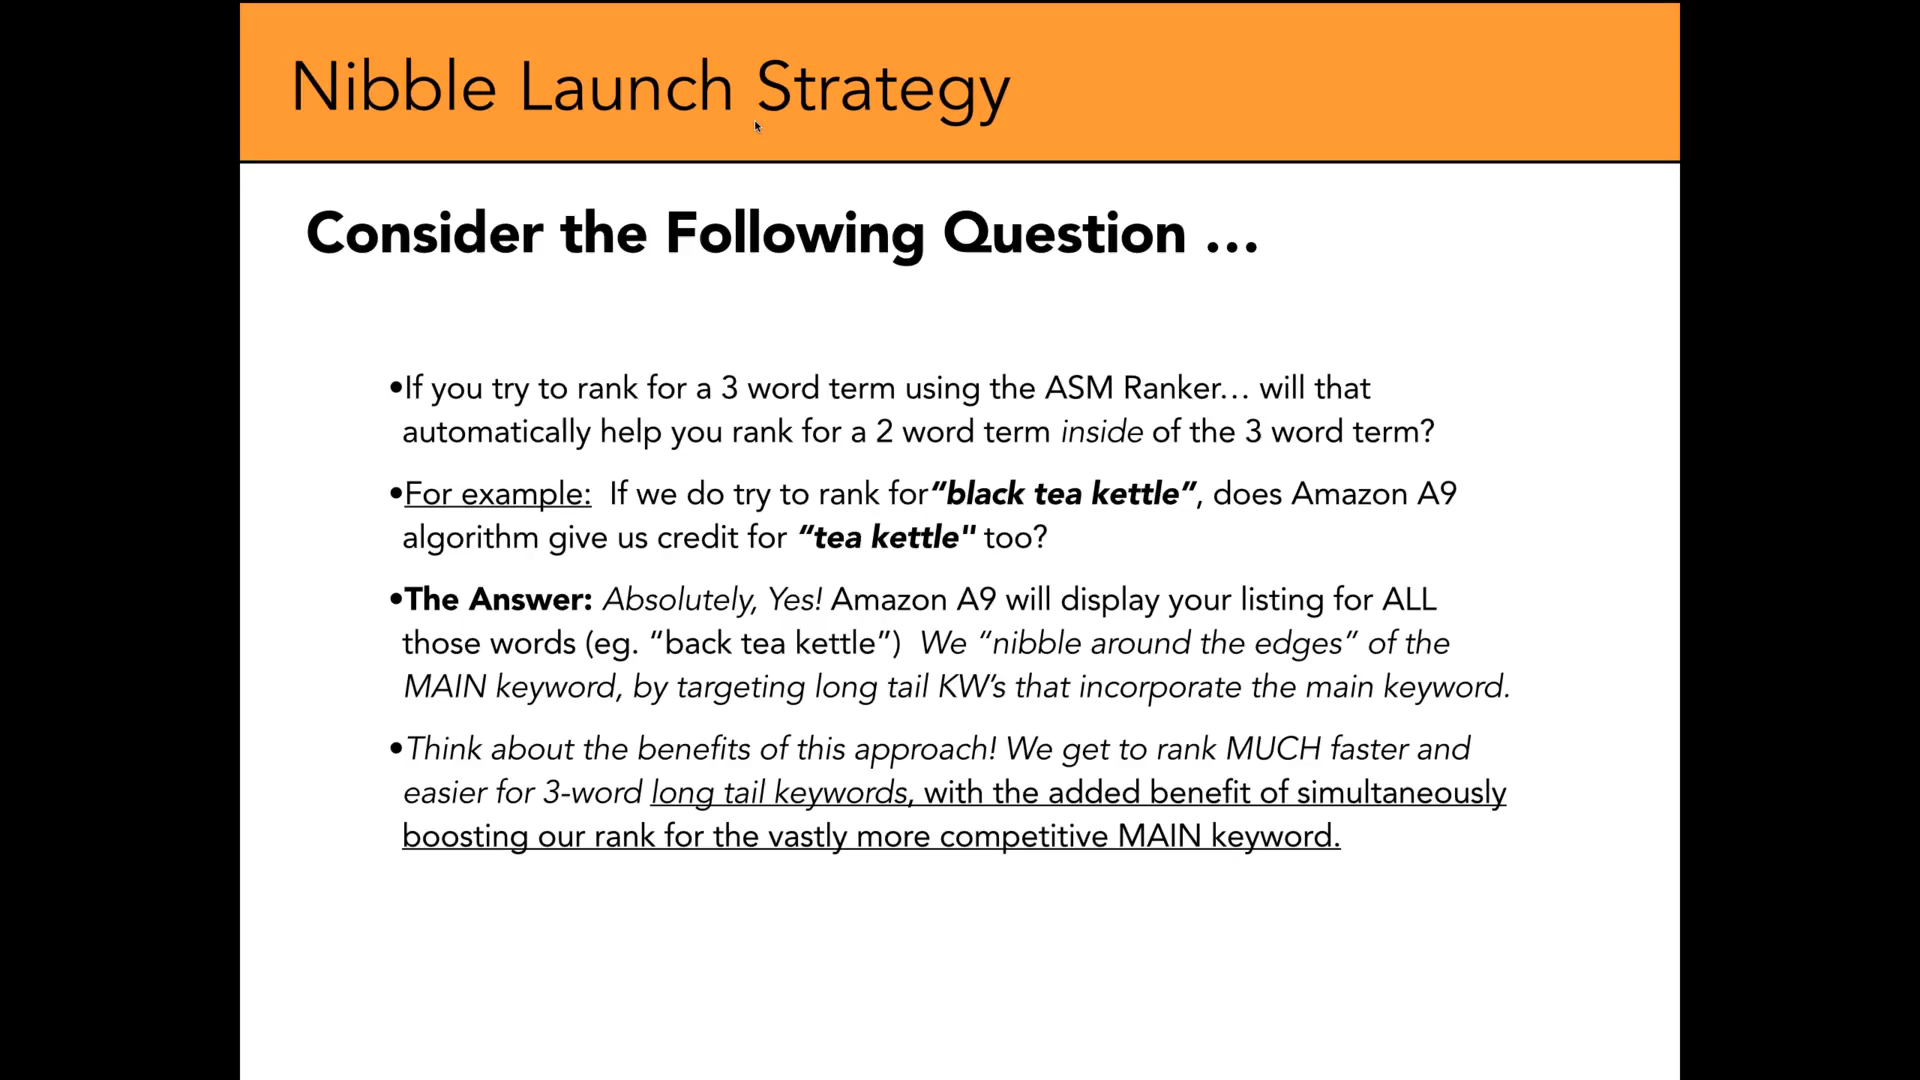 Nibble Launch Strategy
Consider the Following Question …
•If you try to rank for a 3 word term using the ASM Ranker… will that
automatically help you rank for a 2 word term inside of the 3 word term?
•For example:  If we do try to rank for“black tea kettle”, does Amazon A9
algorithm give us credit for “tea kettle" too?
•The Answer: Absolutely, Yes! Amazon A9 will display your listing for ALL
those words (eg. “back tea kettle”)  We “nibble around the edges” of the
MAIN keyword, by targeting long tail KW’s that incorporate the main keyword.
•Think about the benefits of this approach! We get to rank MUCH faster and
easier for 3-word long tail keywords, with the added benefit of simultaneously
boosting our rank for the vastly more competitive MAIN keyword.